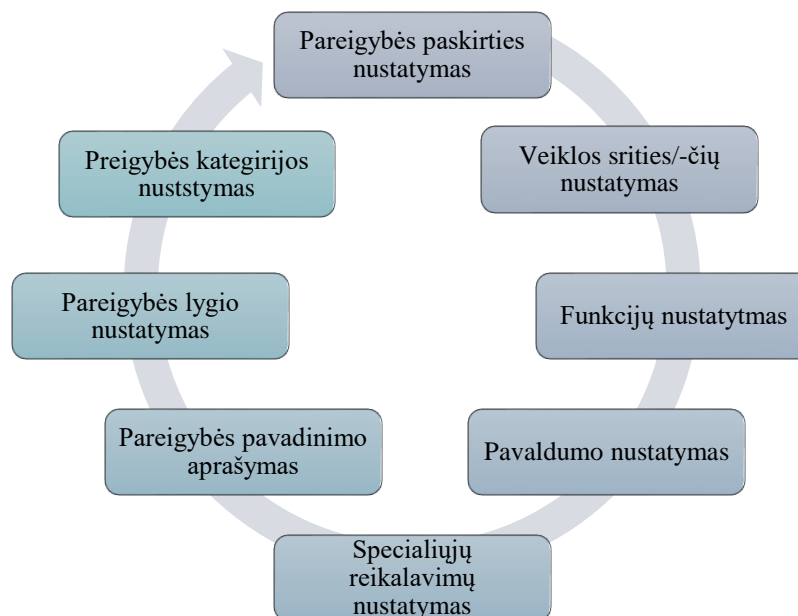 Pareigybės paskirties
nustatymas
Veiklos srities/-čių
nustatymas
Funkcijų nustatytmas
Pavaldumo nustatymas
Specialiųjų
reikalavimų
nustatymas
Pareigybės pavadinimo
aprašymas
Pareigybės lygio
nustatymas
Preigybės kategirijos
nuststymas